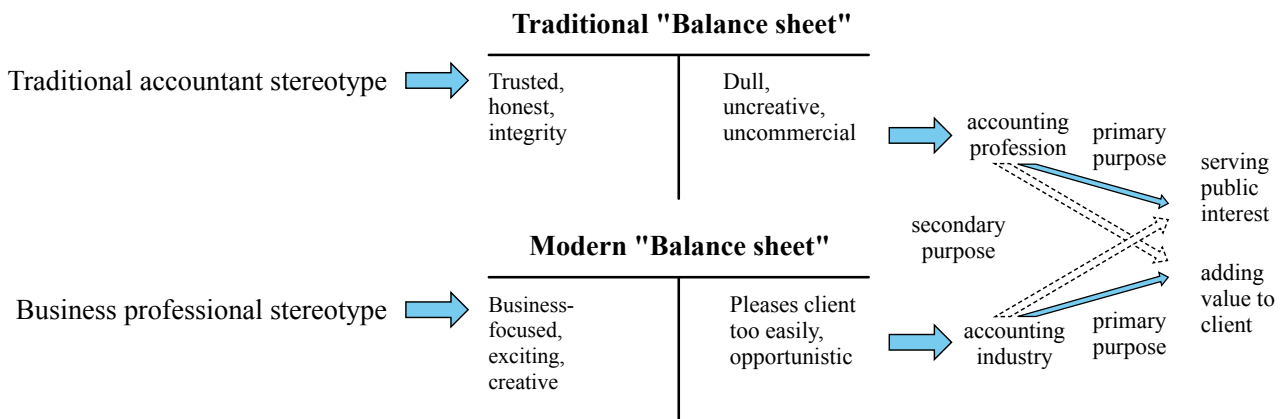 Traditional "Balance sheet"
Traditional accountant stereotype
Trusted,
honest,
integrity
Dull,
uncreative,
uncommercial
accounting
profession
primary
purpose
serving
public
interest
secondary
purpose
Modern "Balance sheet"
Business professional stereotype
Business-
focused,
exciting,
creative
Pleases client
too easily,
opportunistic
accounting
industry
primary
purpose
adding
value to
client